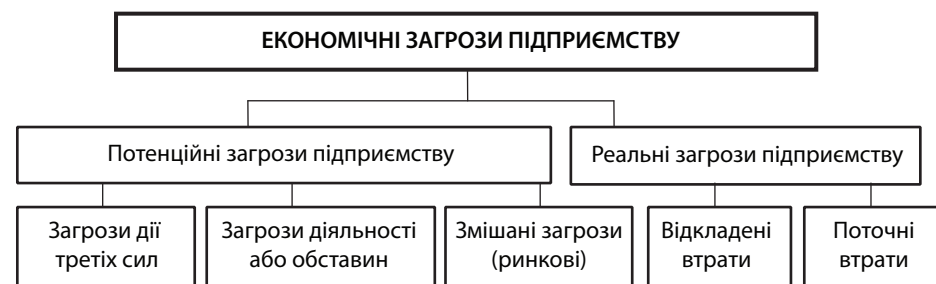 ЕКОНОМІЧНІ ЗАГРОЗИ ПІДПРИЄМСТВУ
Потенційні загрози підприємству
Реальні загрози підприємству
Загрози дії
третіх сил
Загрози діяльності
або обставин
Змішані загрози
(ринкові)
Відкладені
втрати
Поточні
втрати